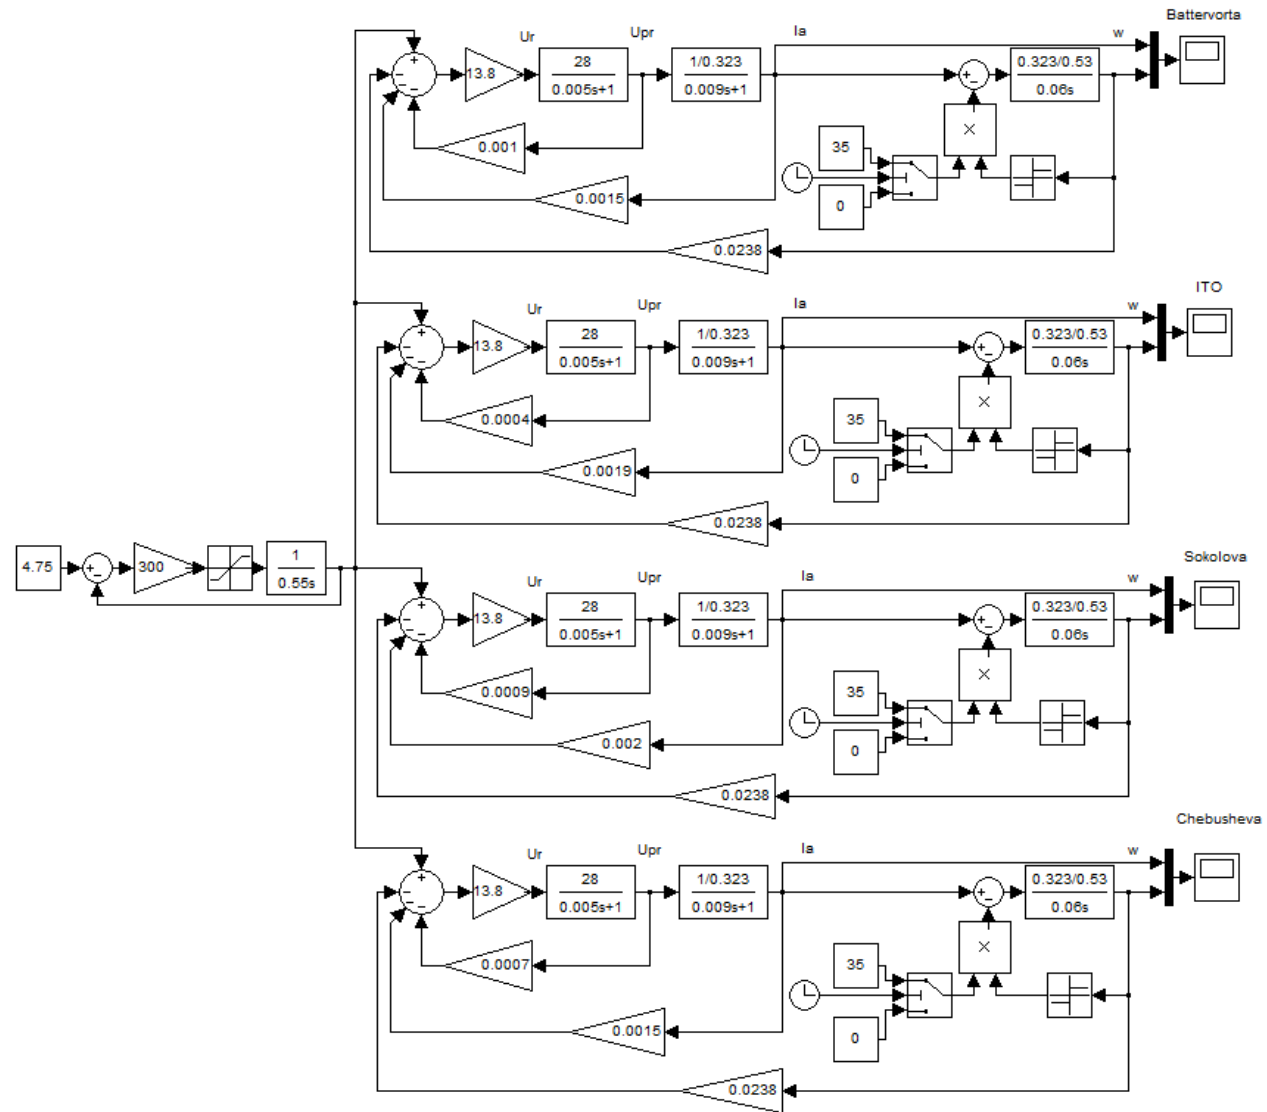 Battervorta
Ur
Upr
Ia
w
13.8
28
0.005s+1
1/0.323
0.009s+1
0.323/0.53
0.06s
0.001
35
0
0.0015
0.0238
ITO
Ur
Upr
Ia
w
13.8
28
0.005s+1
1/0.323
0.009s+1
0.323/0.53
0.06s
0.0004
35
0
0.0019
0.0238
4.75
300
1
0.55s
Sokolova
Ur
Upr
Ia
w
13.8
28
0.005s+1
1/0.323
0.009s+1
0.323/0.53
0.06s
0.0009
35
0
0.002
0.0238
Chebusheva
Ur
Upr
Ia
w
13.8
28
0.005s+1
1/0.323
0.009s+1
0.323/0.53
0.06s
0.0007
35
0
0.0015
0.0238